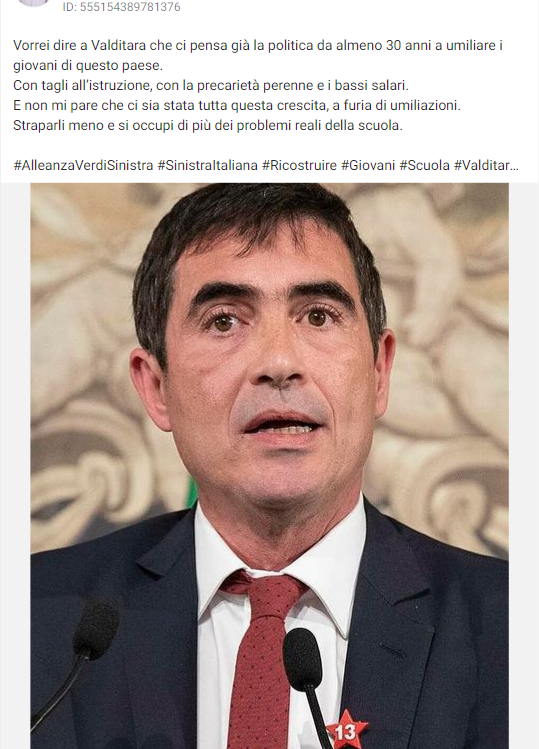 ID: 555154389781376
Vorrei dire a Valditara che ci pensa già la politica da almeno 30 anni a umiliare i
giovani di questo paese.
Con tagli all'istruzione, con la precarietà perenne e i bassi salari.
E non mi pare che ci sia stata tutta questa crescita, a furia di umiliazioni.
Straparli meno e si occupi di più dei problemi reali della scuola.
#AlleanzaVerdiSinistra #SinistraItaliana #Ricostruire #Giovani #Scuola #Valditar...
13